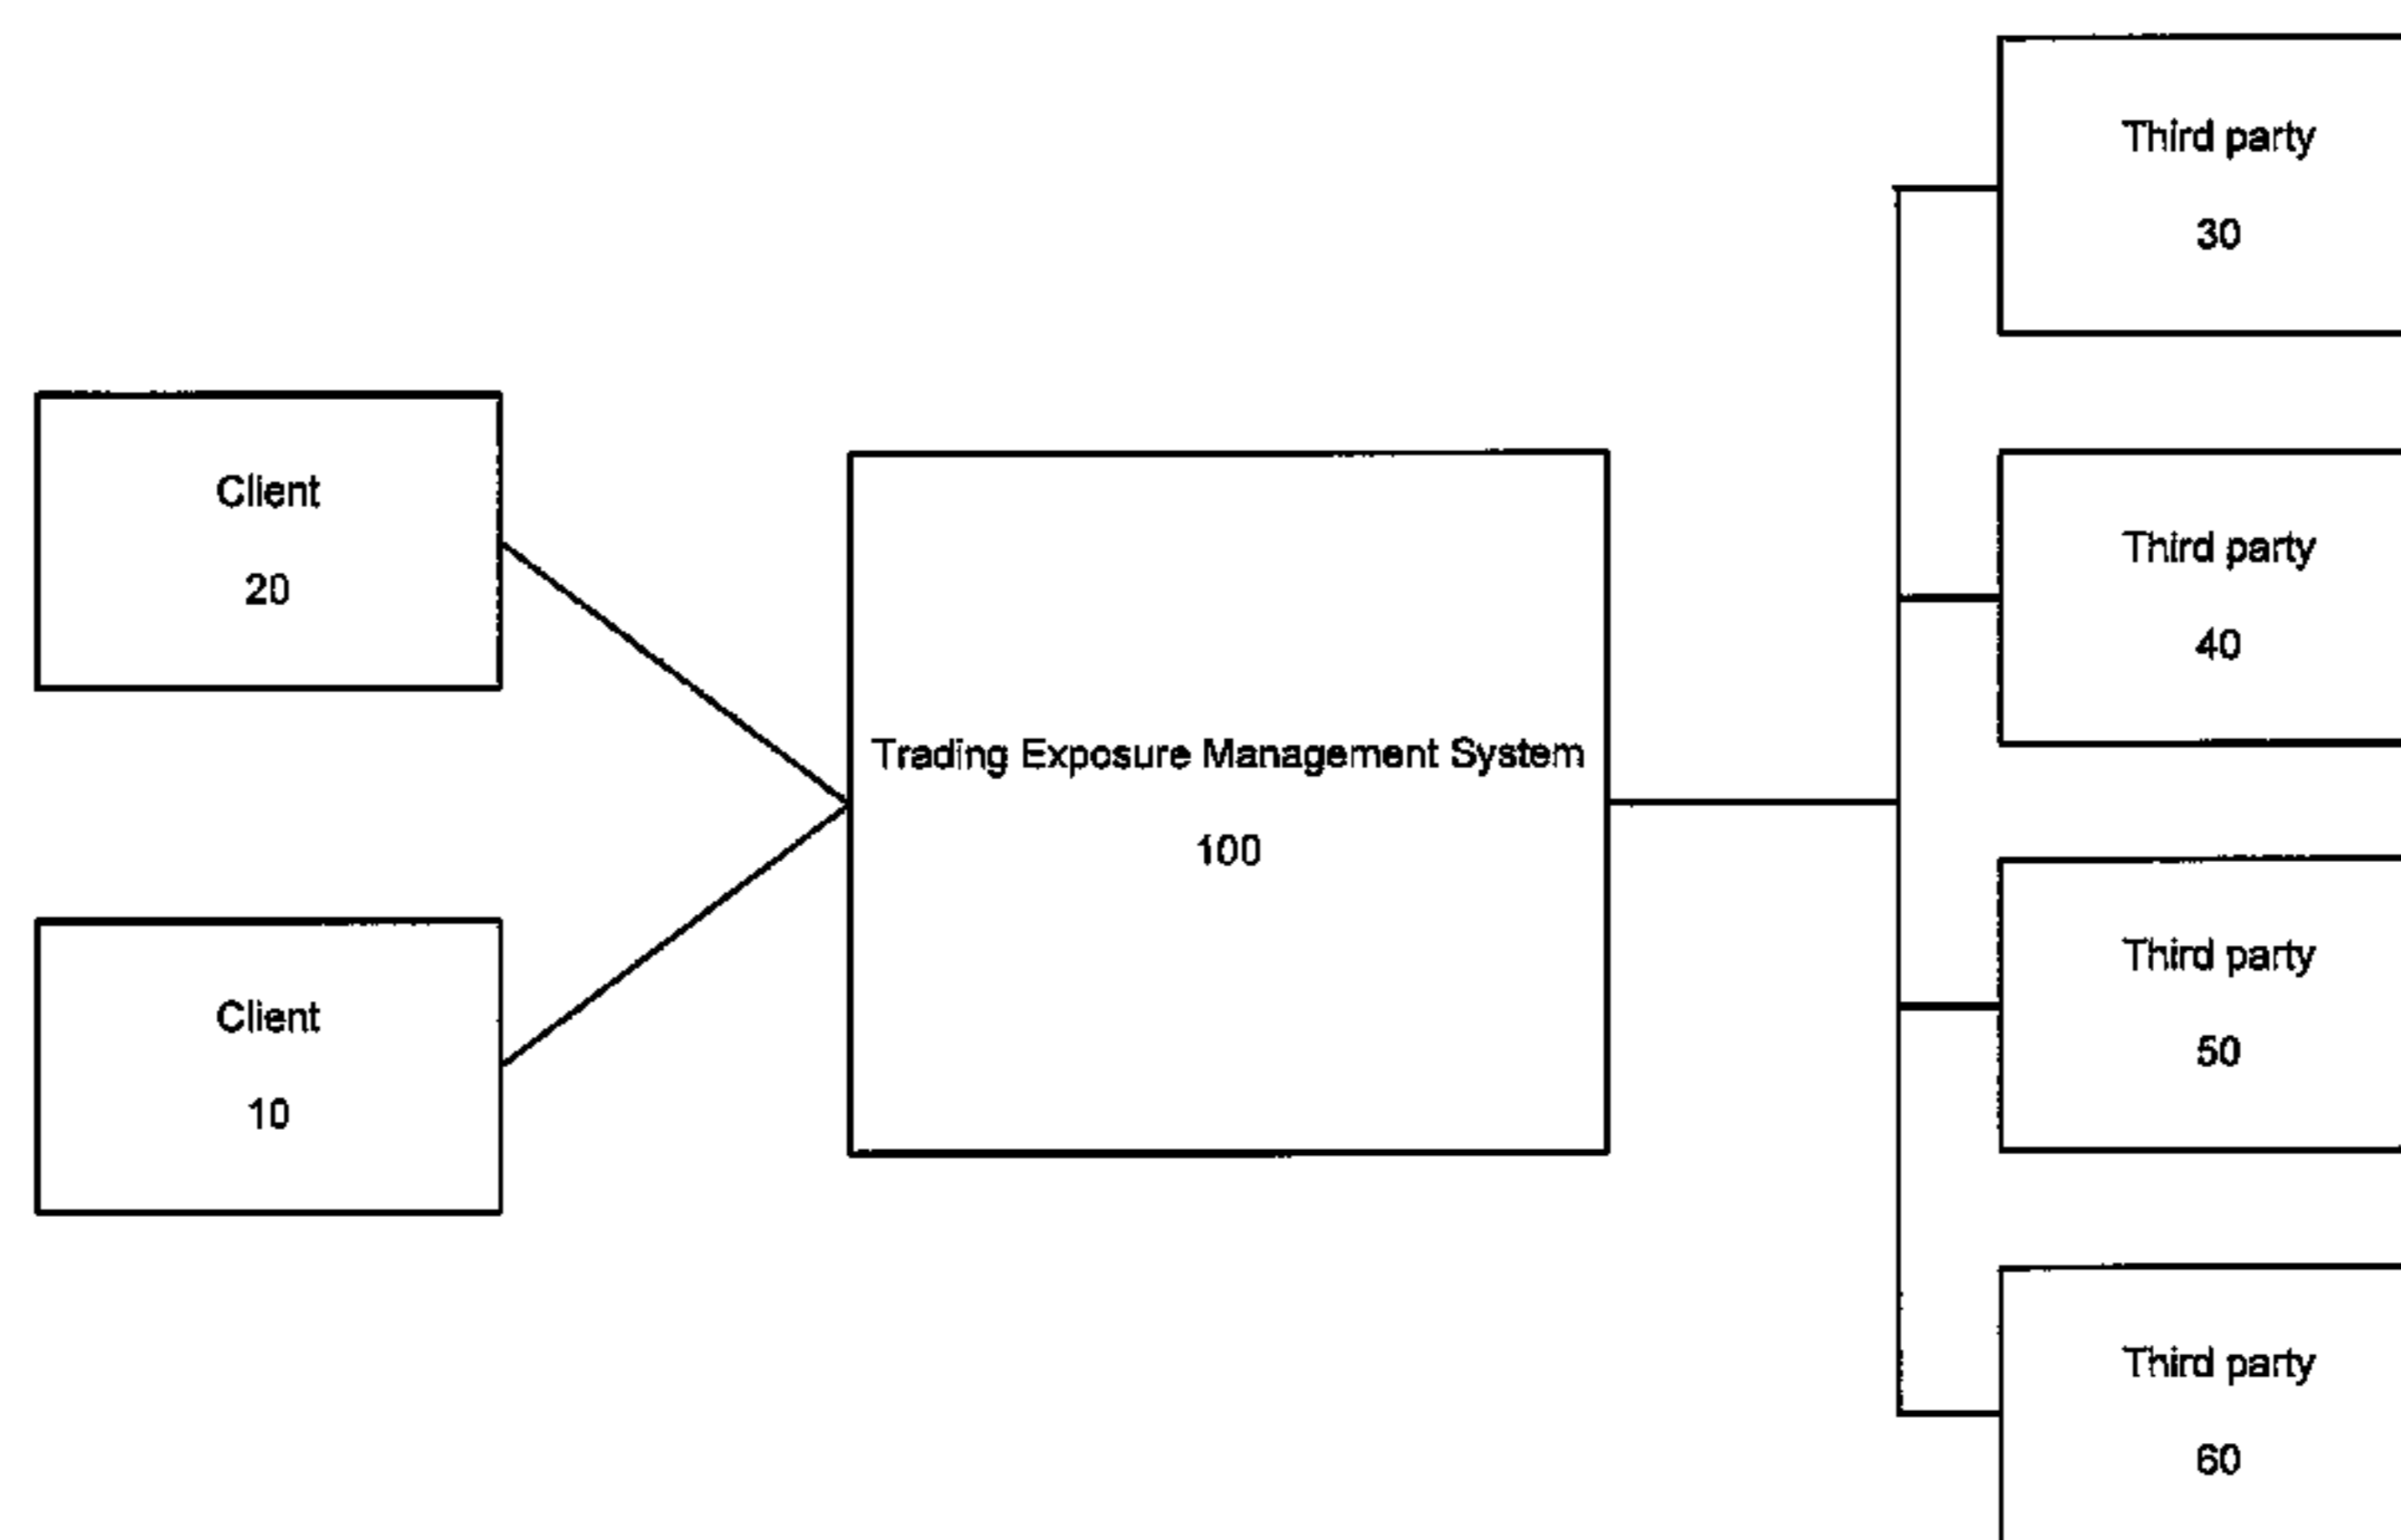 Client
20
Client
10
Trading Exposure Management System
100
Third party
30
Third party
40
Third party
50
Third party
60